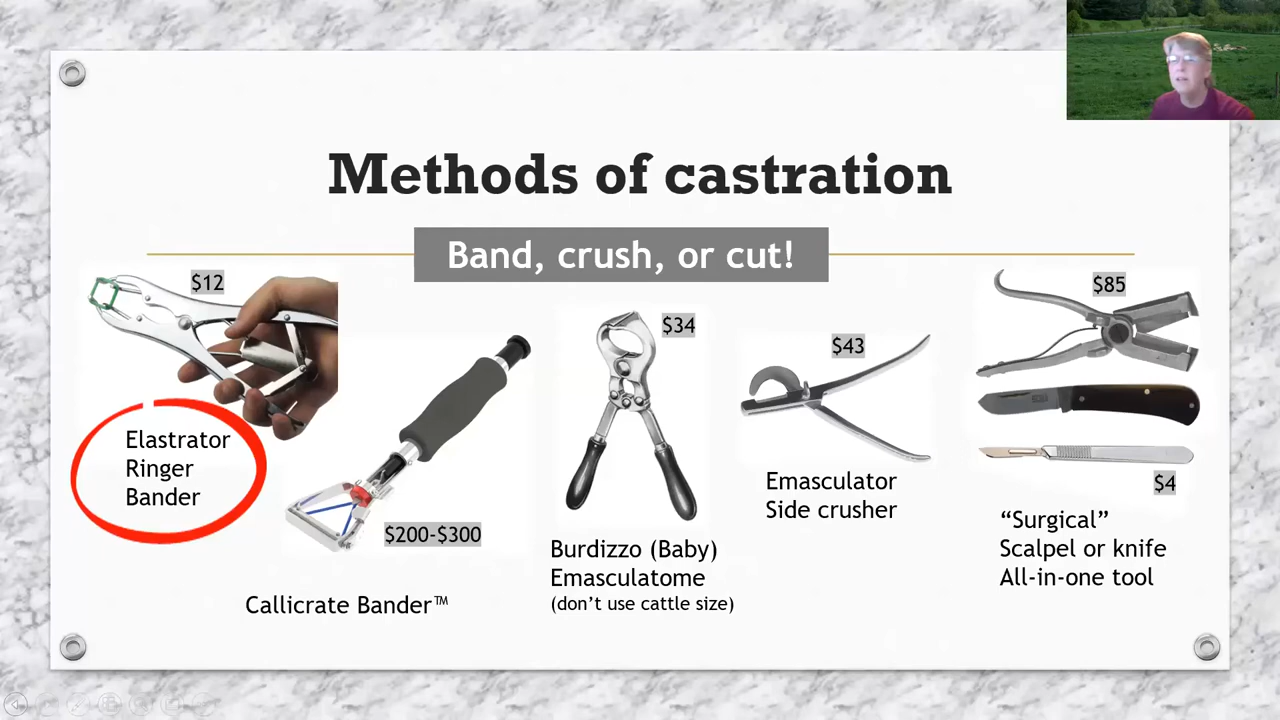 Methods of castration
Band, crush, or cut!
$12
Elastrator
Ringer
Bander
$200-$300
Callicrate Bander™
$34
Burdizzo (Baby)
Emasculatome
(don't use cattle size)
$43
Emasculator
Side crusher
$85
$4
“Surgical”
Scalpel or knife
All-in-one tool